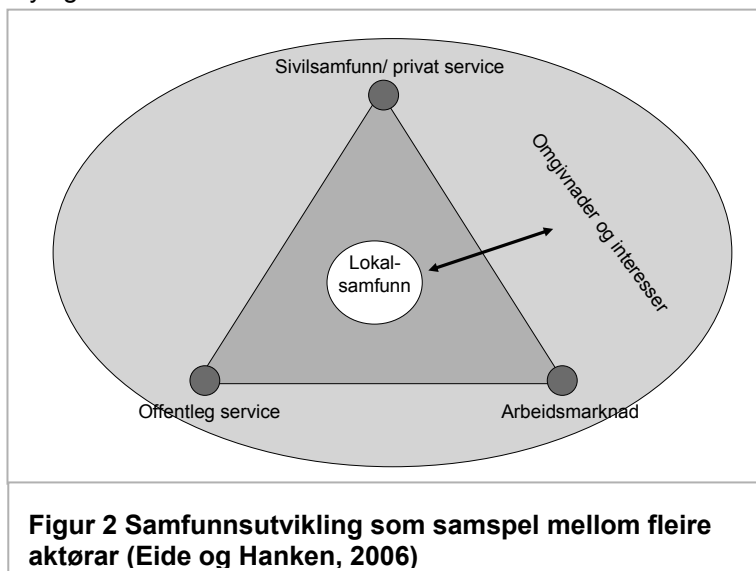 Sivilsamfunn/ privat service
Omgivnader og interesser
Lokal-
samfunn
Offentleg service
Arbeidsmarknad
Figur 2 Samfunnsutvikling som samspel mellom fleire
aktørar (Eide og Hanken, 2006)